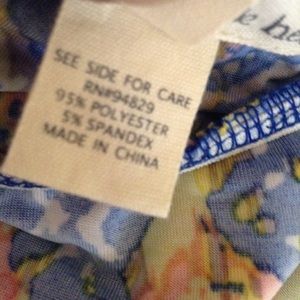 SEE SIDE FOR CARE
RN#94829
95% POLYESTER
5% SPANDEX
MADE IN CHINA